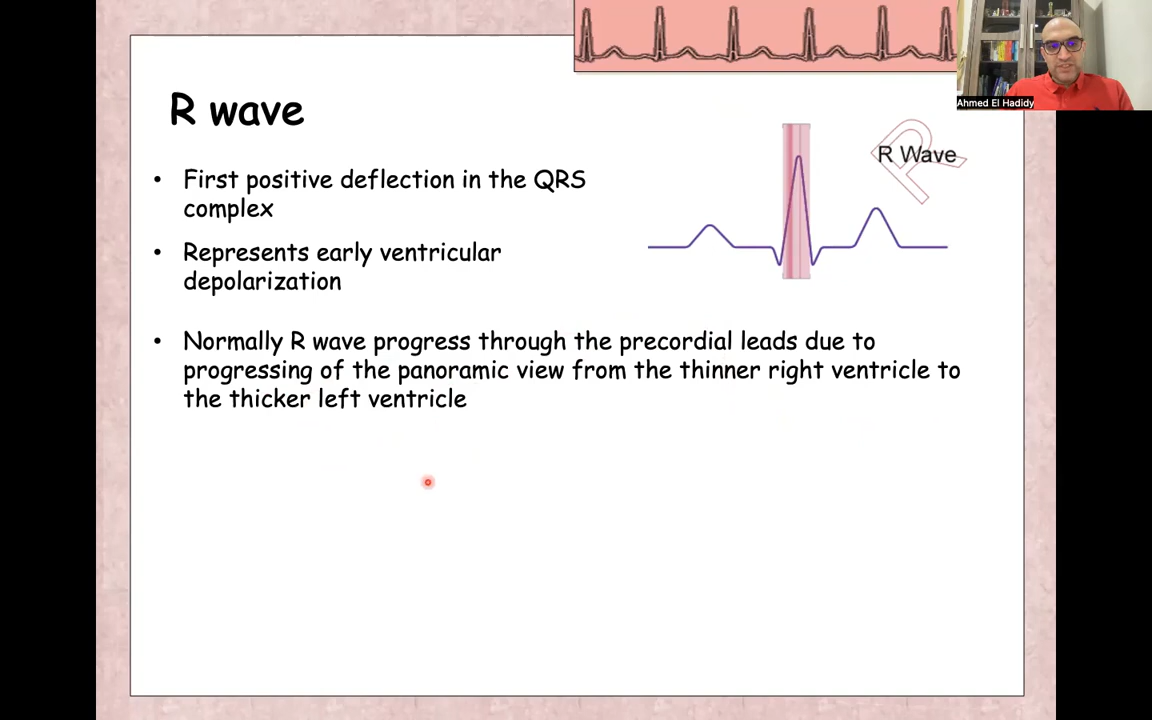 Ahmed El Hadidy
R wave
R Wave
• First positive deflection in the QRS
complex
• Represents early ventricular
depolarization
• Normally R wave progress through the precordial leads due to
progressing of the panoramic view from the thinner right ventricle to
the thicker left ventricle